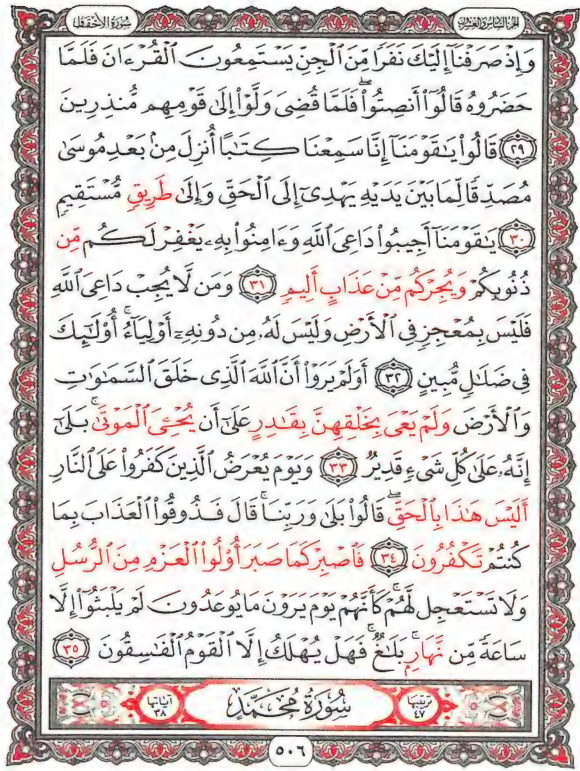 الجزء السادس والعشرون
سورة الأحقاف
وَإِذْ صَرَفْنَآ إِلَيْكَ نَفَرًا مِّنَ ٱلْجِنِّ يَسْتَمِعُونَ ٱلْقُرْءَانَ فَلَمَّا
حَضَرُوهُ قَالُوٓا۟ أَنصِتُوا۟ ۖ فَلَمَّا قُضِىَ وَلَّوْا۟ إِلَىٰ قَوْمِهِم مُّنذِرِينَ
﴿٢٩﴾ قَالُوا۟ يَٰقَوْمَنَآ إِنَّا سَمِعْنَا كِتَٰبًا أُنزِلَ مِنۢ بَعْدِ مُوسَىٰ
مُصَدِّقًا لِّمَا بَيْنَ يَدَيْهِ يَهْدِىٓ إِلَى ٱلْحَقِّ وَإِلَىٰ طَرِيقٍ مُّسْتَقِيمٍ
﴿٣٠﴾ يَٰقَوْمَنَآ أَجِيبُوا۟ دَاعِىَ ٱللَّهِ وَءَامِنُوا۟ بِهِۦ يَغْفِرْ لَكُم مِّن
ذُنُوبِكُمْ وَيُجِرْكُم مِّنْ عَذَابٍ أَلِيمٍ ﴿٣١﴾ وَمَن لَّا يُجِبْ دَاعِىَ ٱللَّهِ
فَلَيْسَ بِمُعْجِزٍ فِى ٱلْأَرْضِ وَلَيْسَ لَهُۥ مِن دُونِهِۦٓ أَوْلِيَآءُ ۚ أُو۟لَٰٓئِكَ
فِى ضَلَٰلٍ مُّبِينٍ ﴿٣٢﴾ أَوَلَمْ يَرَوْا۟ أَنَّ ٱللَّهَ ٱلَّذِى خَلَقَ ٱلسَّمَٰوَٰتِ
وَٱلْأَرْضَ وَلَمْ يَعْىَ بِخَلْقِهِنَّ بِقَٰدِرٍ عَلَىٰٓ أَن يُحْۦِىَ ٱلْمَوْتَىٰ ۚ بَلَىٰٓ
إِنَّهُۥ عَلَىٰ كُلِّ شَىْءٍ قَدِيرٌ ﴿٣٣﴾ وَيَوْمَ يُعْرَضُ ٱلَّذِينَ كَفَرُوا۟ عَلَى ٱلنَّارِ
أَلَيْسَ هَٰذَا بِٱلْحَقِّ ۖ قَالُوا۟ بَلَىٰ وَرَبِّنَا ۚ قَالَ فَذُوقُوا۟ ٱلْعَذَابَ بِمَا
كُنتُمْ تَكْفُرُونَ ﴿٣٤﴾ فَٱصْبِرْ كَمَا صَبَرَ أُو۟لُوا۟ ٱلْعَزْمِ مِنَ ٱلرُّسُلِ
وَلَا تَسْتَعْجِل لَّهُمْ ۚ كَأَنَّهُمْ يَوْمَ يَرَوْنَ مَا يُوعَدُونَ لَمْ يَلْبَثُوٓا۟ إِلَّا
سَاعَةً مِّن نَّهَارٍۭ ۚ بَلَٰغٌ ۚ فَهَلْ يُهْلَكُ إِلَّا ٱلْقَوْمُ ٱلْفَٰسِقُونَ ﴿٣٥﴾
ترتيبها ٤٧ سُورَةُ مُحَمَّدٍ آياتها ٣٨
٥٠٦